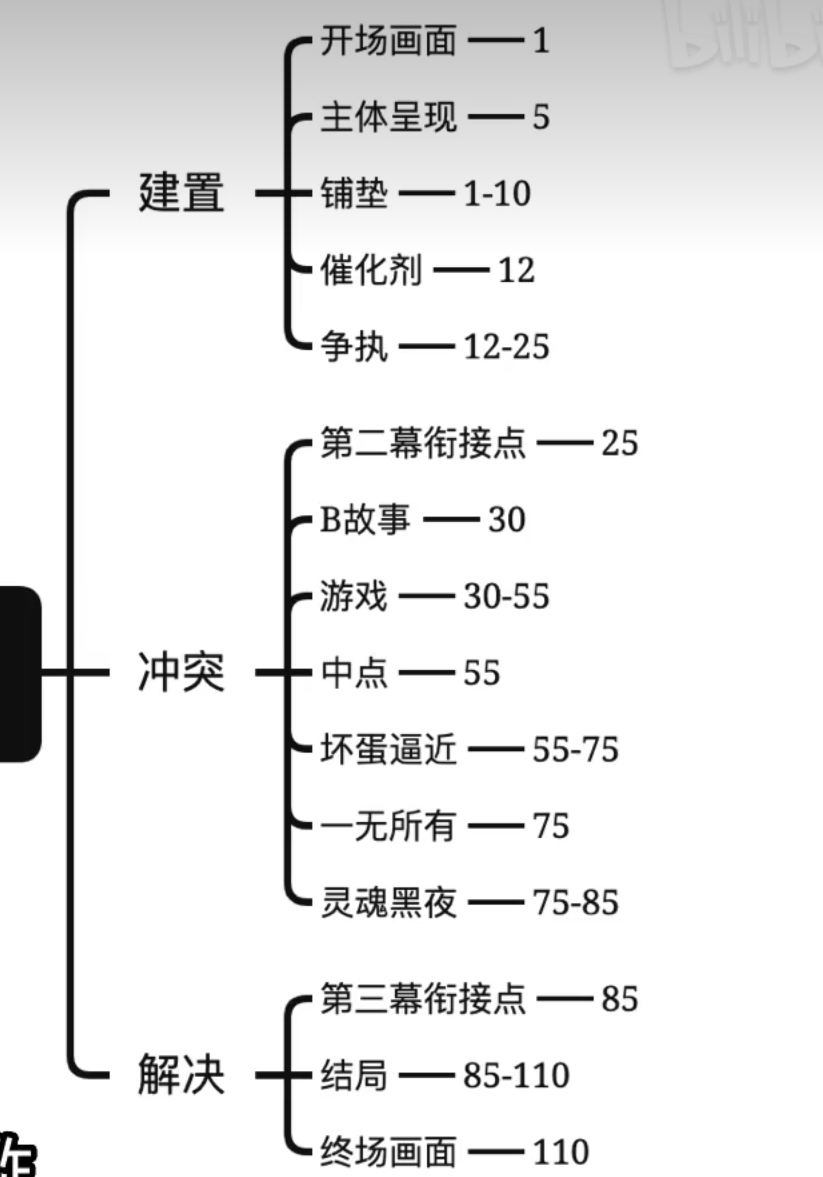 建置
开场画面 1
主体呈现 5
铺垫 1-10
催化剂 12
争执 12-25
冲突
第二幕衔接点 25
B故事 30
游戏 30-55
中点 55
坏蛋逼近 55-75
一无所有 75
灵魂黑夜 75-85
解决
第三幕衔接点 85
结局 85-110
终场画面 110